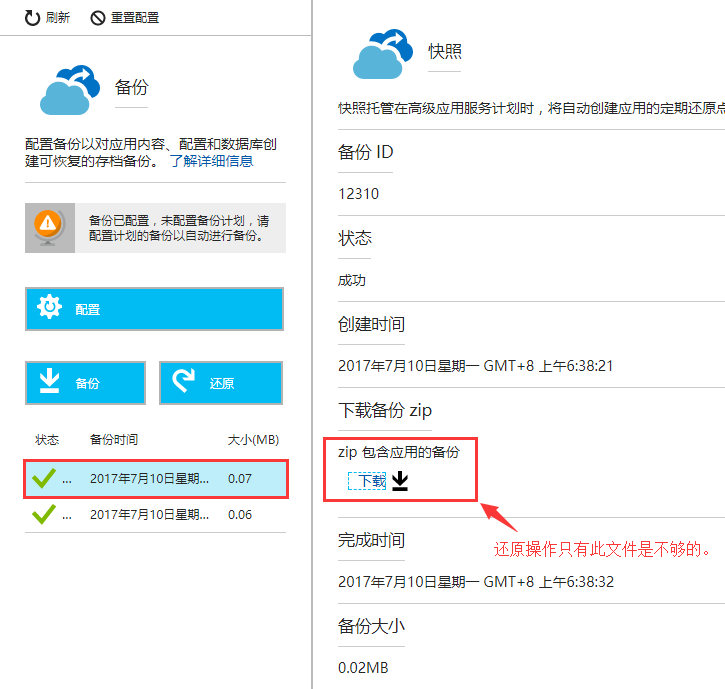 刷新 重置配置
备份
配置备份以对应用内容、配置和数据库创
建可恢复的存档备份。 了解详细信息
备份已配置，未配置备份计划，请
配置计划的备份以自动进行备份。
配置
备份 还原
状态 备份时间 大小(MB)
... 2017年7月10日星期... 0.07
... 2017年7月10日星期... 0.06
快照
快照托管在高级应用服务计划时，将自动创建应用的定期还原点
备份 ID
12310
状态
成功
创建时间
2017年7月10日星期一 GMT+8 上午6:38:21
下载备份 zip
zip 包含应用的备份
下载
还原操作只有此文件是不够的。
完成时间
2017年7月10日星期一 GMT+8 上午6:38:32
备份大小
0.02MB